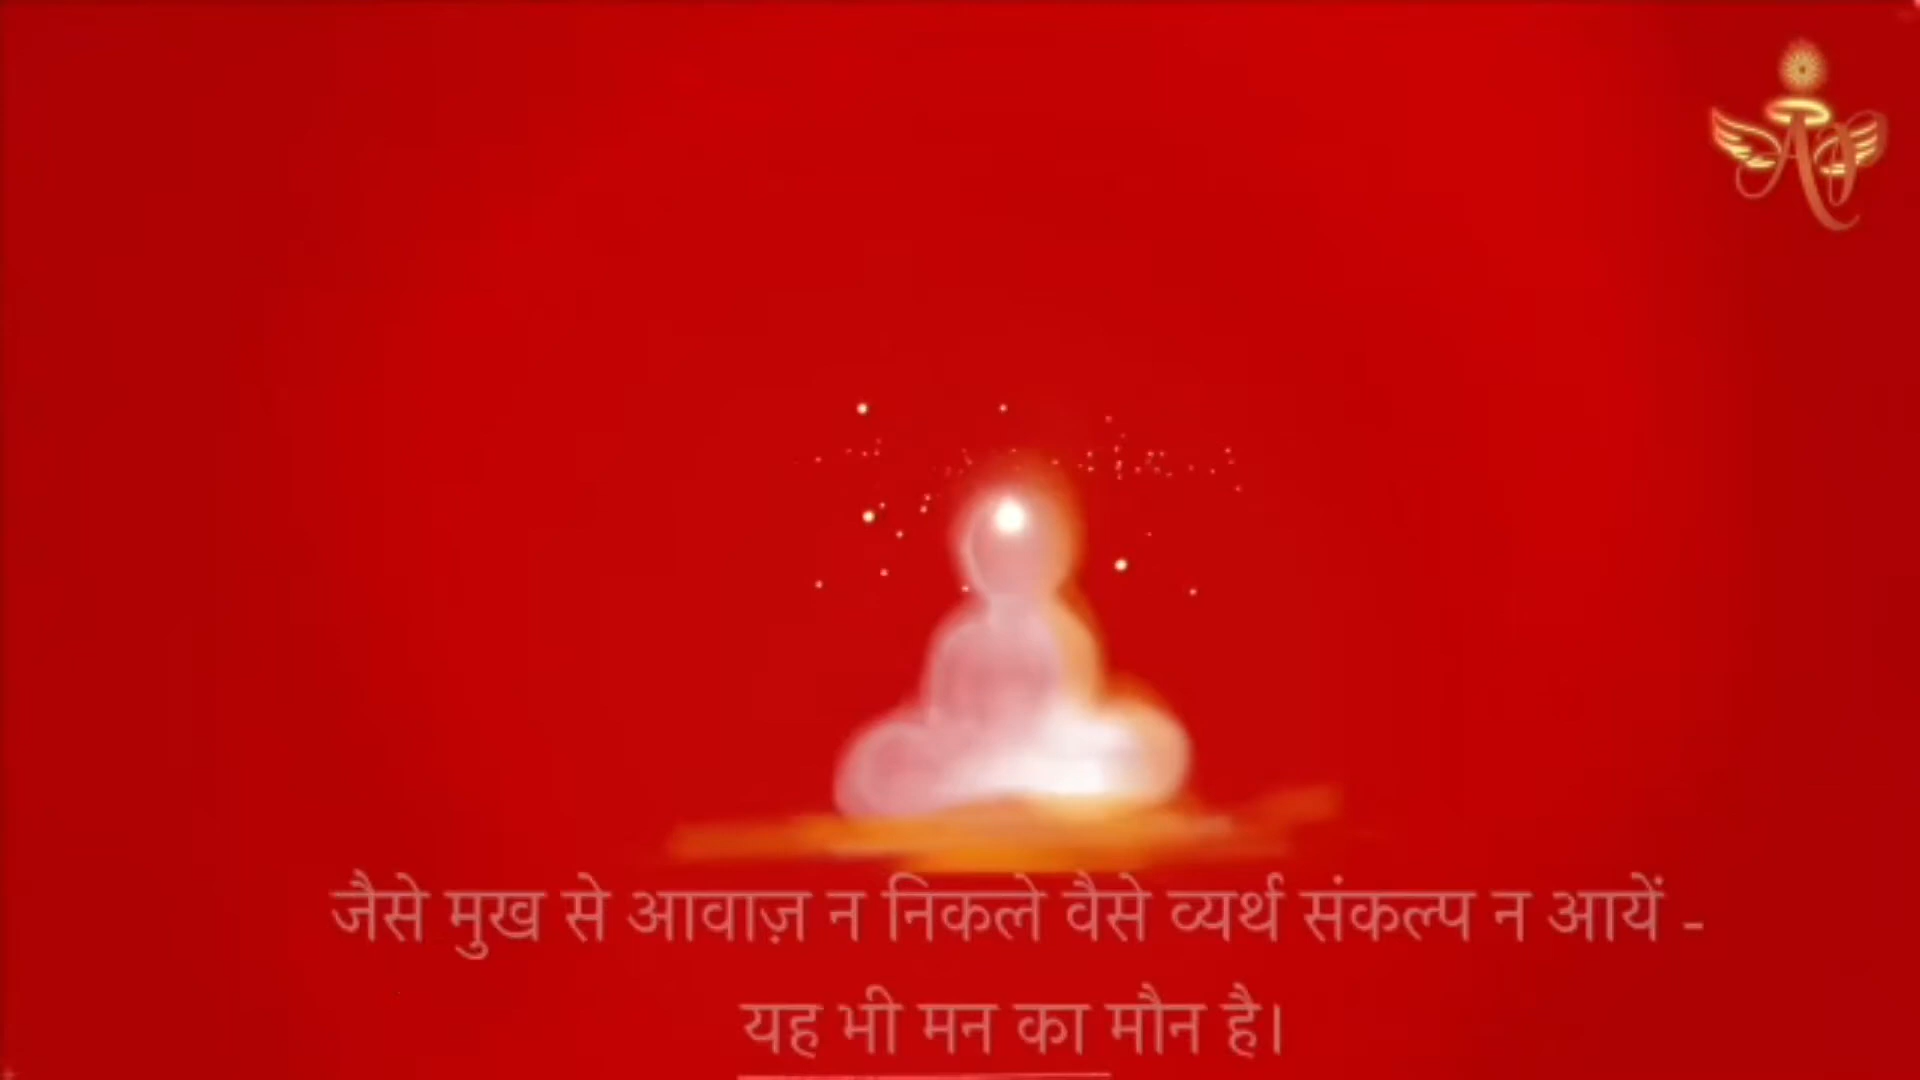 जैसे मुख से आवाज़ न निकले वैसे व्यर्थ संकल्प न आयें -
यह भी मन का मौन है।